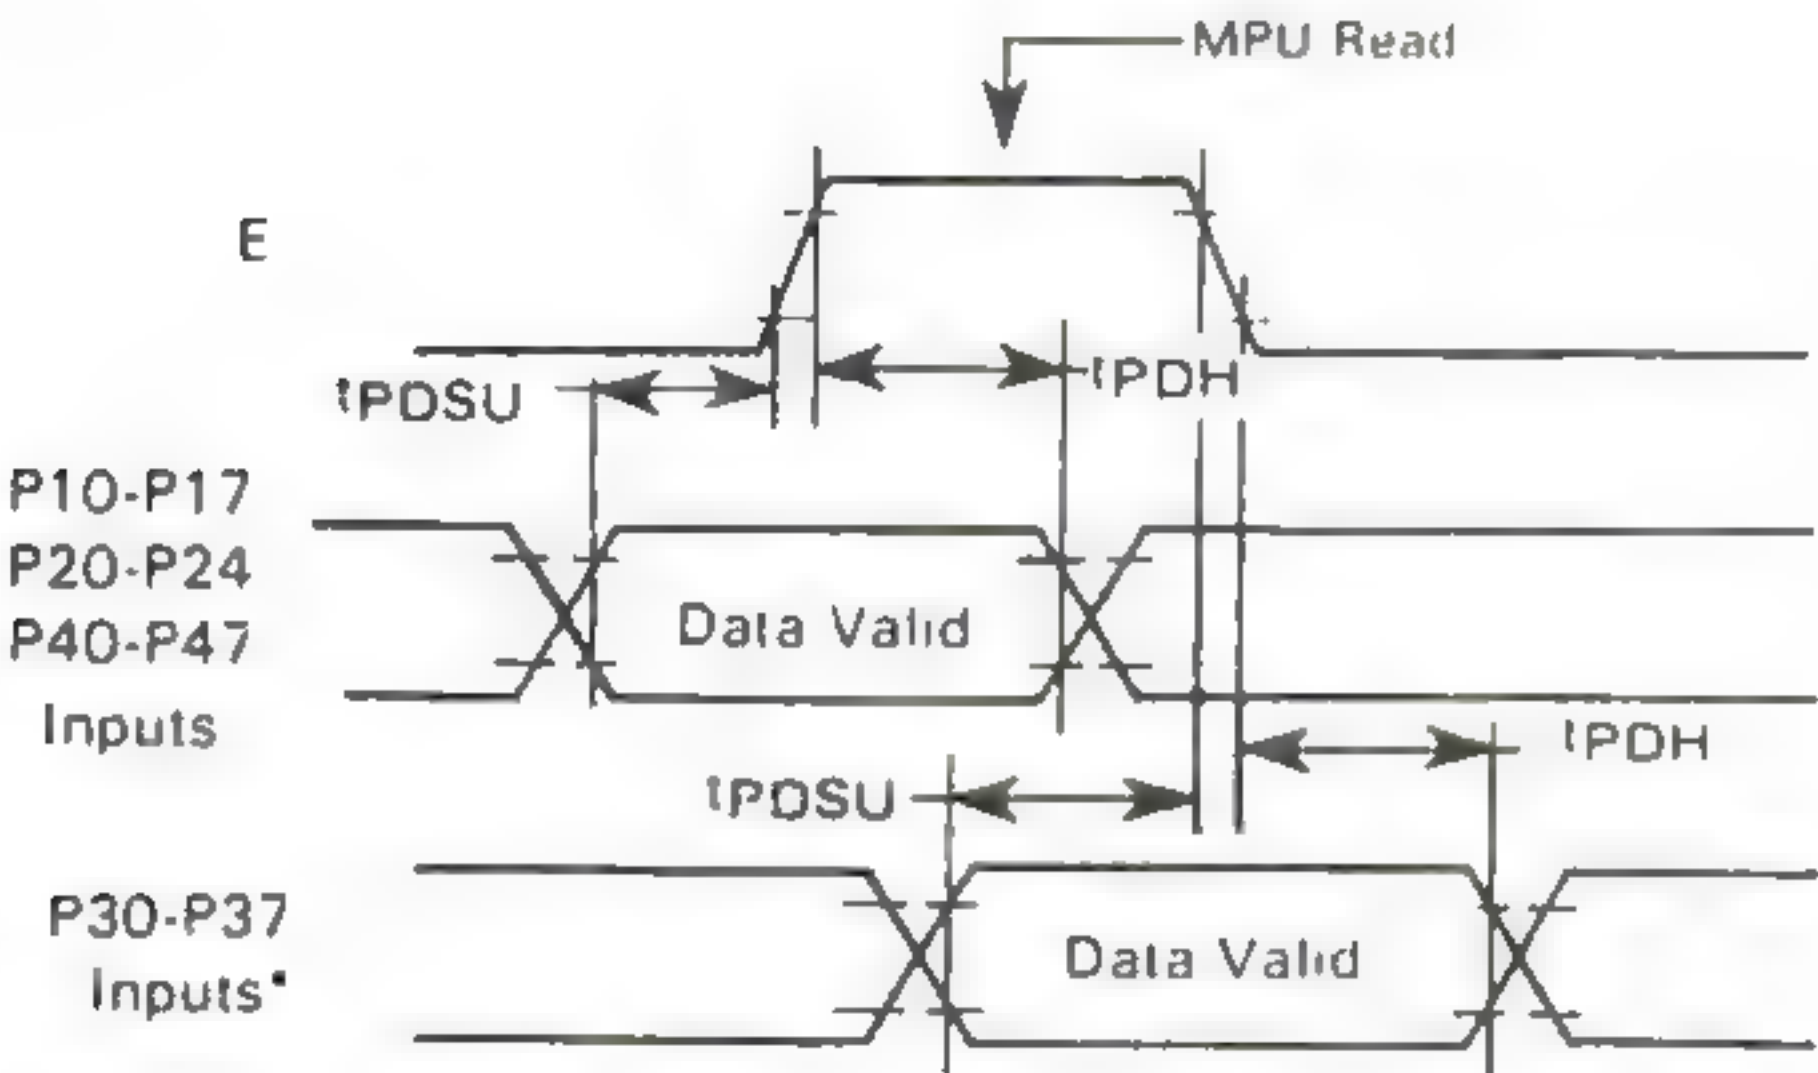 MPU Read
E
tPDSU
tPDH
P10-P17
P20-P24
P40-P47
Inputs
Data Valid
tPDH
tPDSU
P30-P37
Inputs*
Data Valid